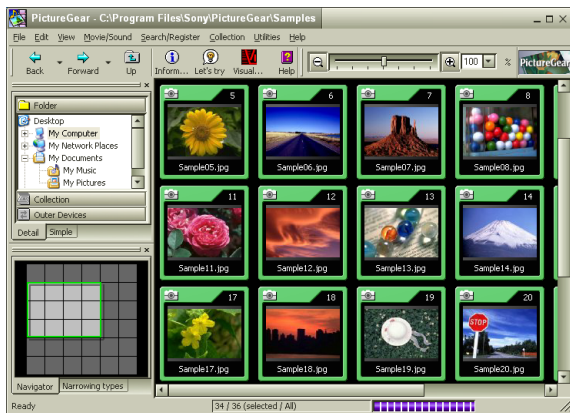 PictureGear - C:\Program Files\Sony\PictureGear\Samples
File Edit View Movie/Sound Search/Register Collection Utilities Help
Back Forward Up Inform... Let's try Visual... Help 100 % PictureGear
Folder
Desktop
My Computer
My Network Places
My Documents
My Music
My Pictures
Collection
Outer Devices
Detail Simple
5 6 7 8
Sample05.jpg Sample06.jpg Sample07.jpg Sample08.jpg
11 12 13 14
Sample11.jpg Sample12.jpg Sample13.jpg Sample14.jpg
17 18 19 20
STOP
Sample17.jpg Sample18.jpg Sample19.jpg Sample20.jpg
Navigator Narrowing types
Ready 34 / 36 (selected / All)